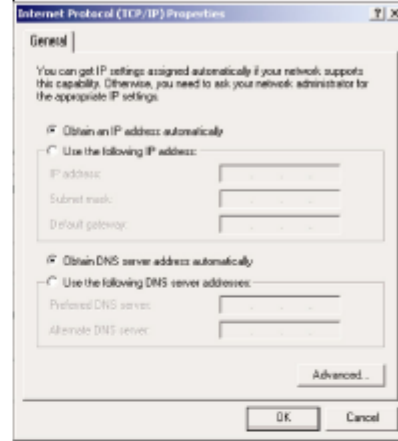 Internet Protocol (TCP/IP) Properties
General
You can get IP settings assigned automatically if your network supports
this capability. Otherwise, you need to ask your network administrator for
the appropriate IP settings.
Obtain an IP address automatically
Use the following IP address:
IP address:
Subnet mask:
Default gateway:
Obtain DNS server address automatically
Use the following DNS server addresses:
Preferred DNS server:
Alternate DNS server:
Advanced...
OK
Cancel